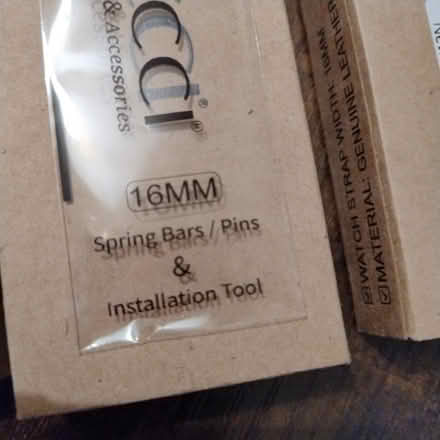 & Accessories
16MM
Spring Bars / Pins
&
Installation Tool
WATCH STRAP WIDTH: 16MM
MATERIAL: GENUINE LEATHER